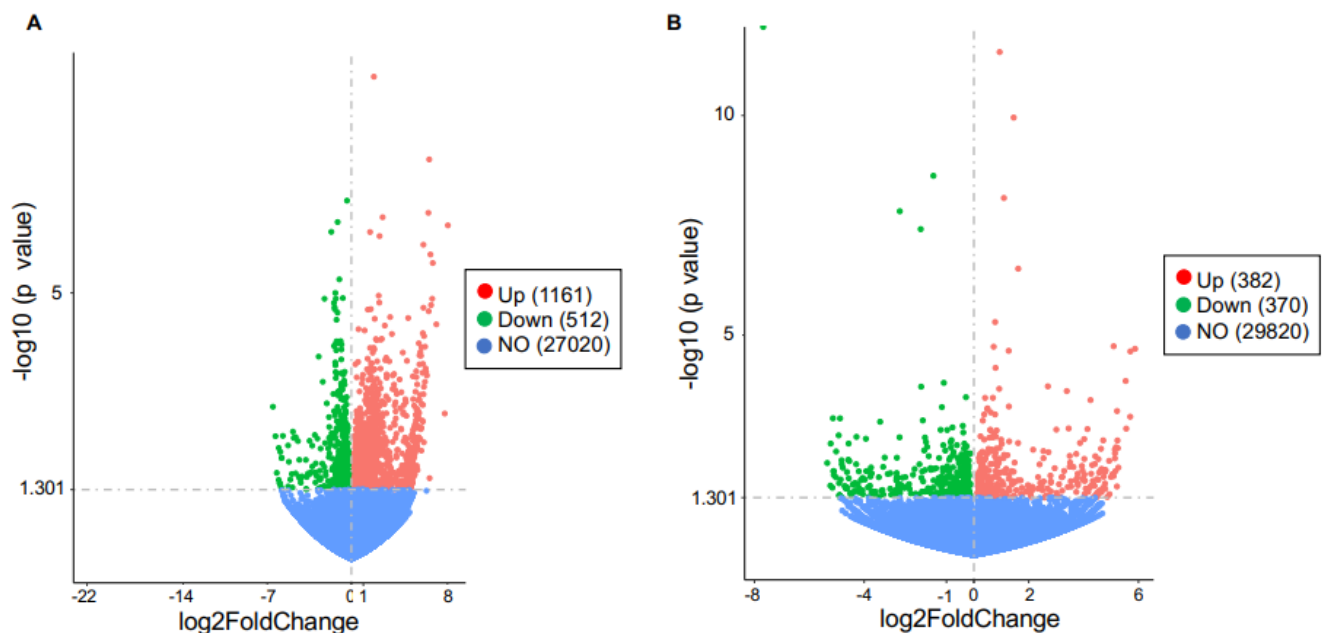 A
-log10 (p value)
5
1.301
-22 -14 -7 0 1 8
log2FoldChange
Up (1161)
Down (512)
NO (27020)
B
-log10 (p value)
10
5
1.301
-8 -4 -1 0 2 6
log2FoldChange
Up (382)
Down (370)
NO (29820)